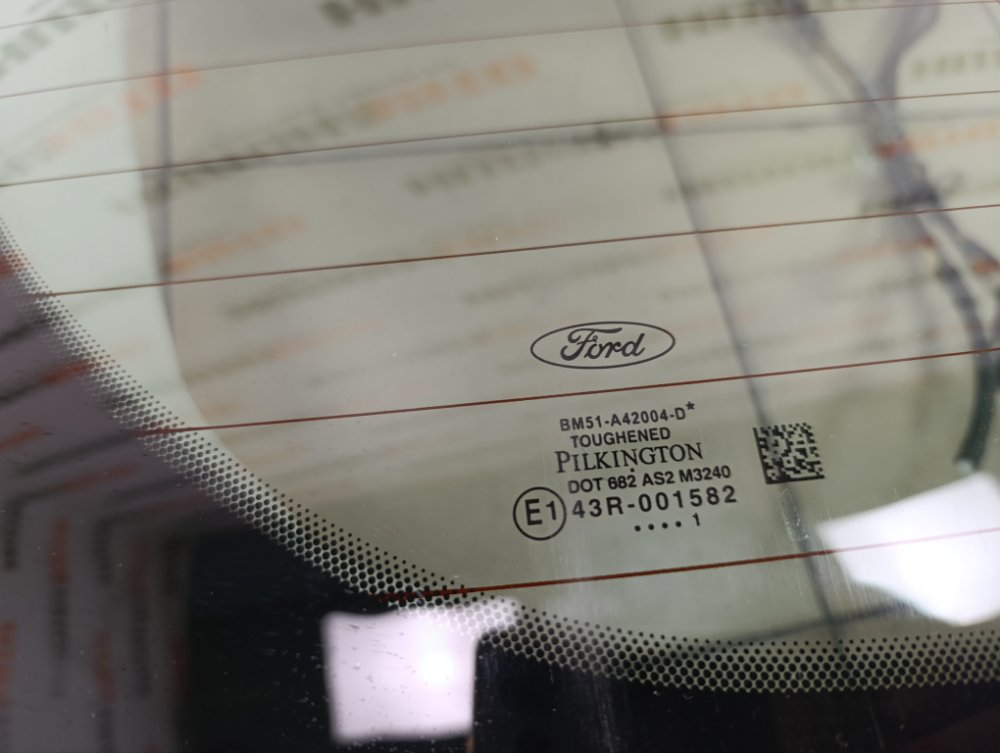 Ford
BM51-A42004-D*
TOUGHENED
PILKINGTON
DOT 682 AS2 M3240
E1 43R-001582
.... 1